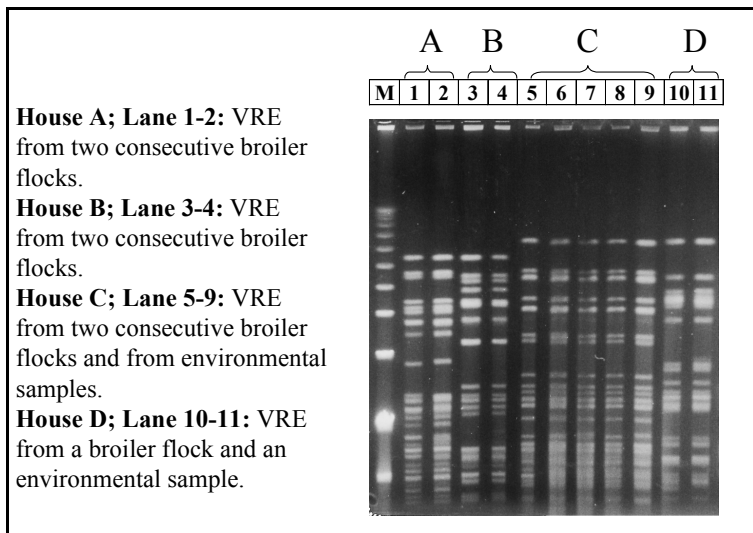 A B C D
M 1 2 3 4 5 6 7 8 9 10 11
House A; Lane 1-2: VRE
from two consecutive broiler
flocks.
House B; Lane 3-4: VRE
from two consecutive broiler
flocks.
House C; Lane 5-9: VRE
from two consecutive broiler
flocks and from environmental
samples.
House D; Lane 10-11: VRE
from a broiler flock and an
environmental sample.